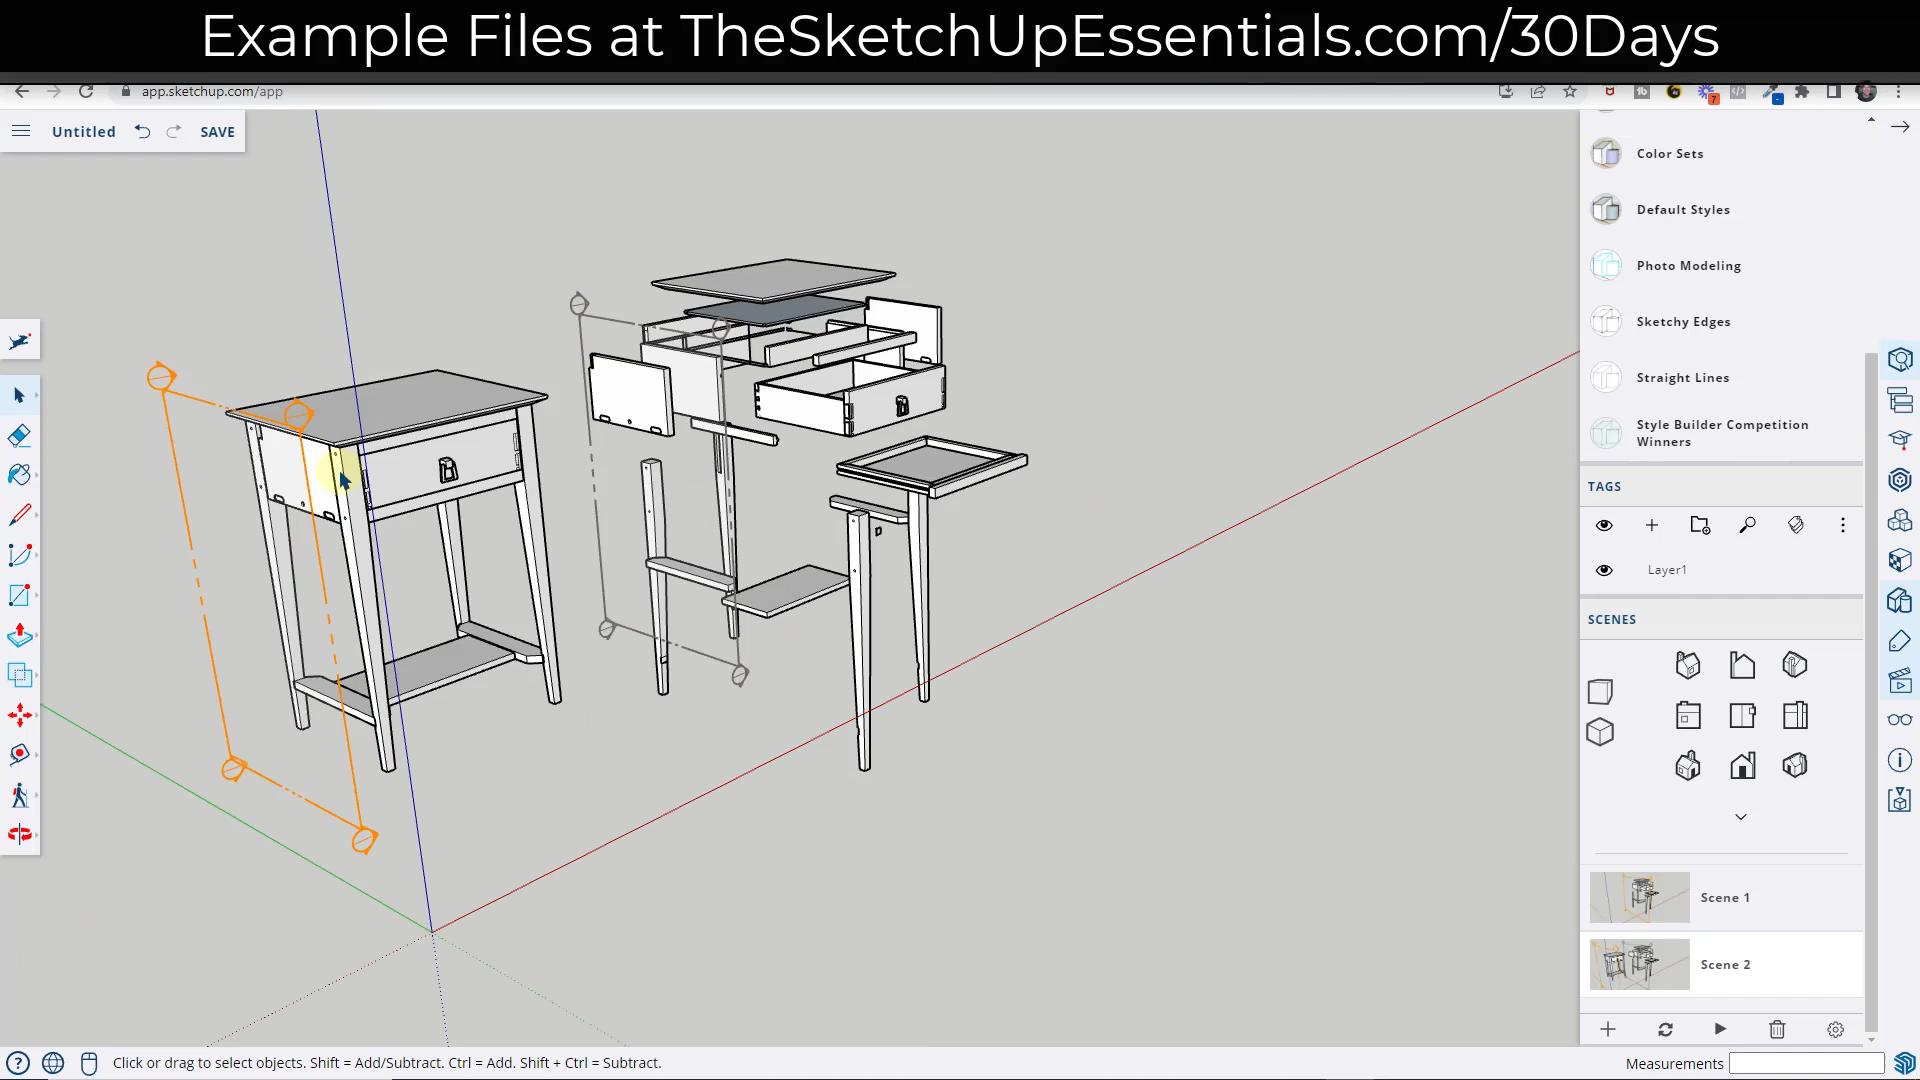 Example Files at TheSketchUpEssentials.com/30Days
app.sketchup.com/app
7
Untitled
SAVE
Color Sets
Default Styles
Photo Modeling
Sketchy Edges
Straight Lines
Style Builder Competition
Winners
TAGS
Layer1
SCENES
Scene 1
Scene 2
Click or drag to select objects. Shift = Add/Subtract. Ctrl = Add. Shift + Ctrl = Subtract.
Measurements